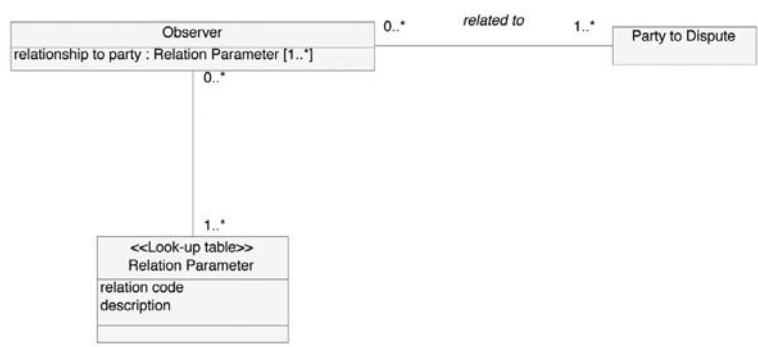 Observer
relationship to party : Relation Parameter [1..*]
0..*
related to
1..*
Party to Dispute
0..*
1..*
<<Look-up table>>
Relation Parameter
relation code
description